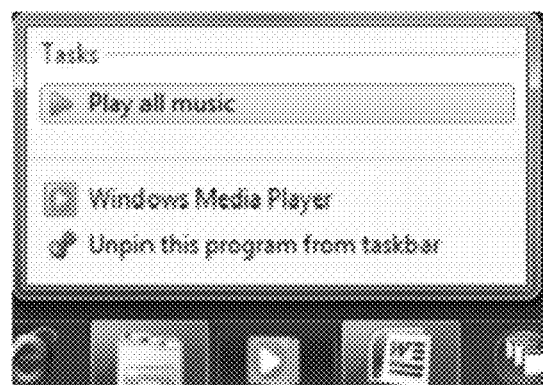 Tasks
Play all music
Windows Media Player
Unpin this program from taskbar